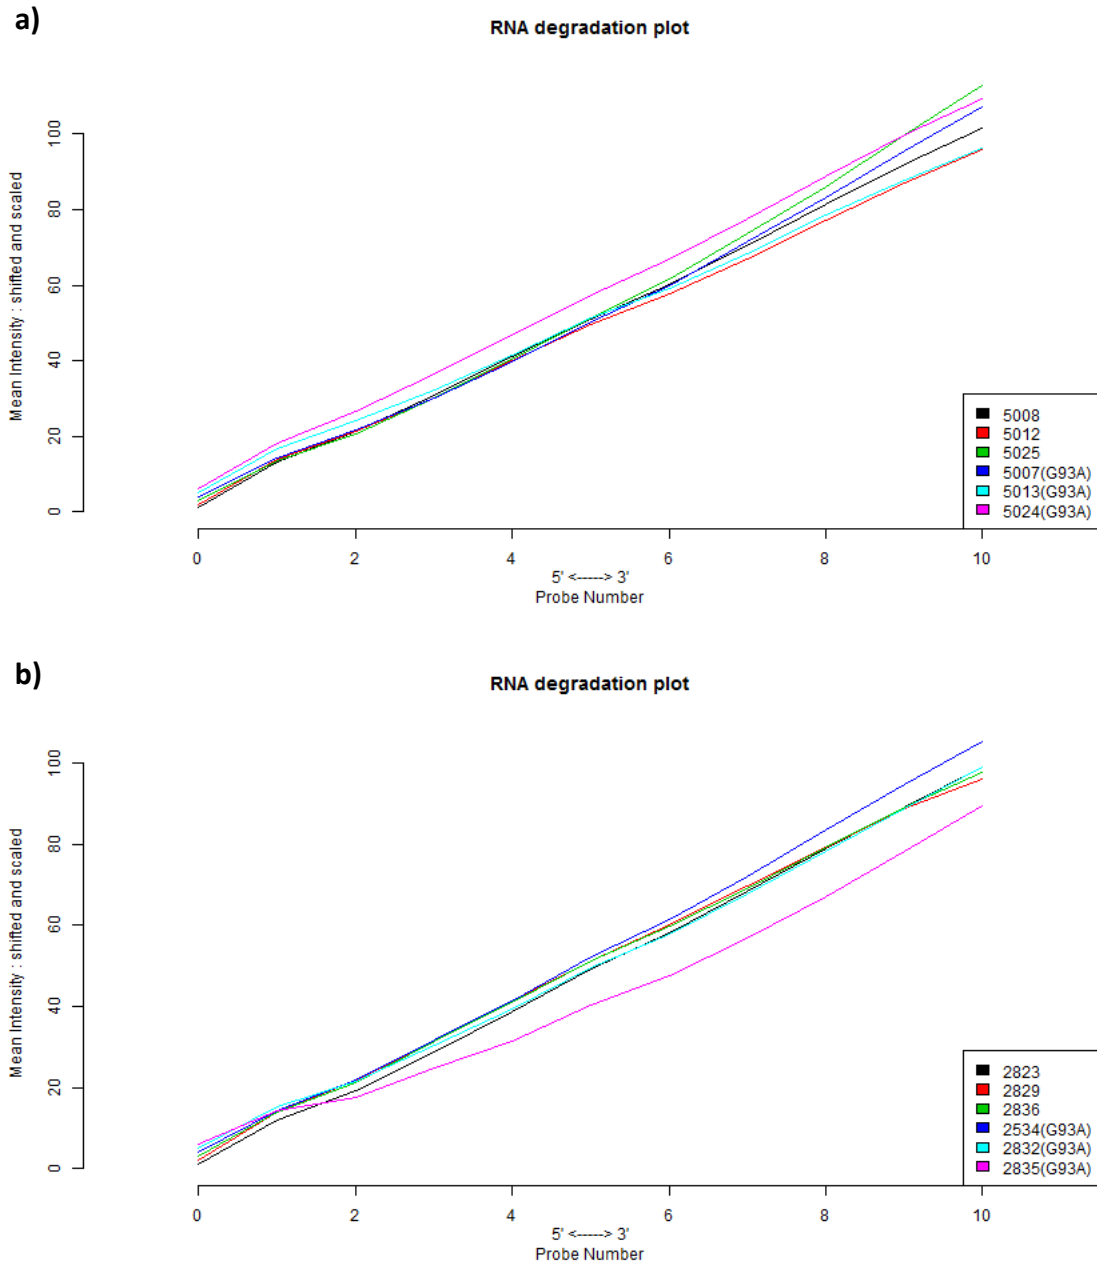 a)
RNA degradation plot
Mean Intensity : shifted and scaled
100
80
60
40
20
0
5008
5012
5025
5007(G93A)
5013(G93A)
5024(G93A)
0 2 4 6 8 10
5' <-----> 3'
Probe Number
b)
RNA degradation plot
Mean Intensity : shifted and scaled
100
80
60
40
20
0
2823
2829
2836
2534(G93A)
2832(G93A)
2835(G93A)
0 2 4 6 8 10
5' <-----> 3'
Probe Number